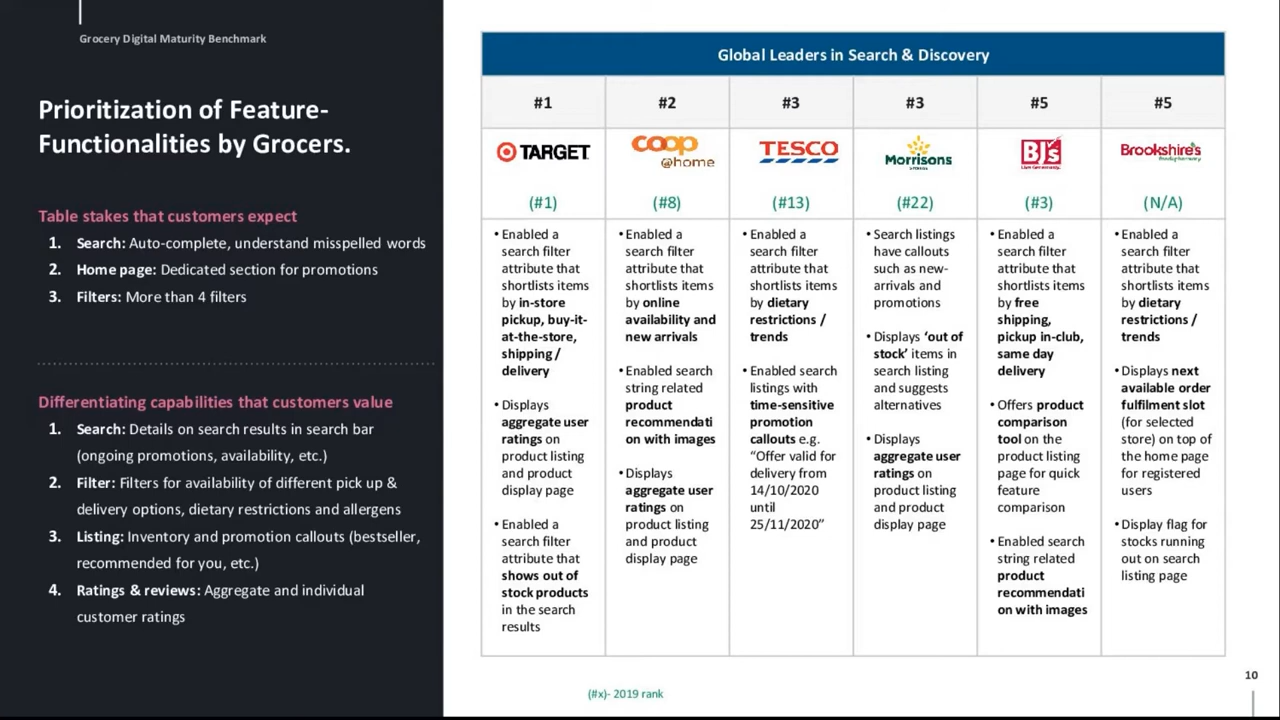 Grocery Digital Maturity Benchmark
Prioritization of Feature-
Functionalities by Grocers.
Table stakes that customers expect
1. Search: Auto-complete, understand misspelled words
2. Home page: Dedicated section for promotions
3. Filters: More than 4 filters
Differentiating capabilities that customers value
1. Search: Details on search results in search bar
(ongoing promotions, availability, etc.)
2. Filter: Filters for availability of different pick up &
delivery options, dietary restrictions and allergens
3. Listing: Inventory and promotion callouts (bestseller,
recommended for you, etc.)
4. Ratings & reviews: Aggregate and individual
customer ratings
Global Leaders in Search & Discovery
#1 #2 #3 #3 #5 #5
TARGET
coop
@home
TESCO
Morrisons
BJ's
Brookshire's
(#1) (#8) (#13) (#22) (#3) (N/A)
• Enabled a
search filter
attribute that
shortlists items
by in-store
pickup, buy-it-
at-the-store,
shipping /
delivery
• Displays
aggregate user
ratings on
product listing
and product
display page
• Enabled a
search filter
attribute that
shows out of
stock products
in the search
results
• Enabled a
search filter
attribute that
shortlists items
by online
availability and
new arrivals
• Enabled search
string related
product
recommendati
on with images
• Displays
aggregate user
ratings on
product listing
and product
display page
• Enabled a
search filter
attribute that
shortlists items
by dietary
restrictions /
trends
• Enabled search
listings with
time-sensitive
promotion
callouts e.g.
“Offer valid for
delivery from
14/10/2020
until
25/11/2020”
• Search listings
have callouts
such as new-
arrivals and
promotions
• Displays ‘out of
stock’ items in
search listing
and suggests
alternatives
• Displays
aggregate user
ratings on
product listing
and product
display page
• Enabled a
search filter
attribute that
shortlists items
by free
shipping,
pickup in-club,
same day
delivery
• Offers product
comparison
tool on the
product listing
page for quick
feature
comparison
• Enabled search
string related
product
recommendati
on with images
• Enabled a
search filter
attribute that
shortlists items
by dietary
restrictions /
trends
• Displays next
available order
fulfilment slot
(for selected
store) on top of
the home page
for registered
users
• Display flag for
stocks running
out on search
listing page
(#x)- 2019 rank
10